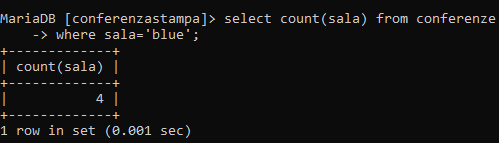 MariaDB [conferenzastampa]> select count(sala) from conferenze
    -> where sala='blue';
+-------------+
| count(sala) |
+-------------+
|           4 |
+-------------+
1 row in set (0.001 sec)